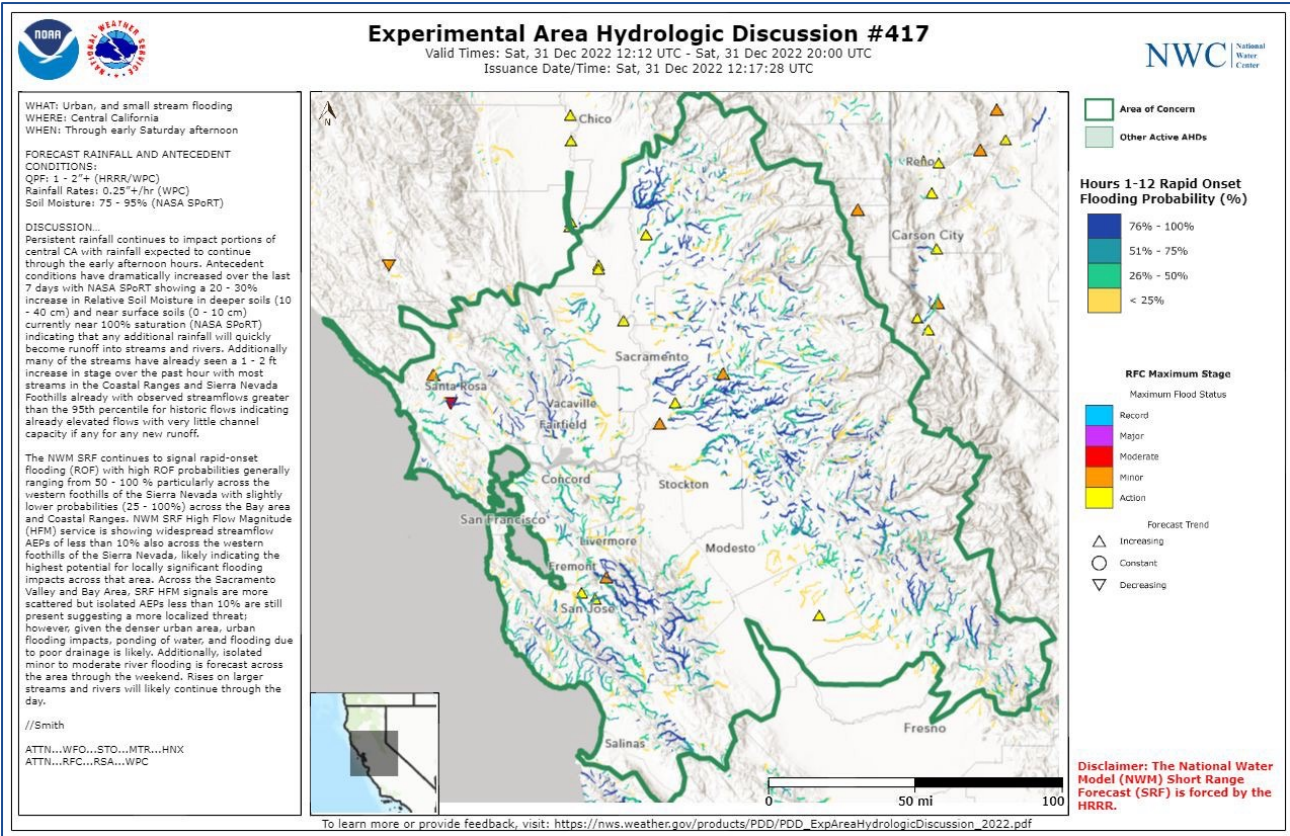 NOAA
NATIONAL WEATHER SERVICE
Experimental Area Hydrologic Discussion #417
Valid Times: Sat, 31 Dec 2022 12:12 UTC - Sat, 31 Dec 2022 20:00 UTC
Issuance Date/Time: Sat, 31 Dec 2022 12:17:28 UTC
NWC
National
Water
Center
WHAT: Urban, and small stream flooding
WHERE: Central California
WHEN: Through early Saturday afternoon
FORECAST RAINFALL AND ANTECEDENT
CONDITIONS:
QPF: 1 - 2"+ (HRRR/WPC)
Rainfall Rates: 0.25"+/hr (WPC)
Soil Moisture: 75 - 95% (NASA SPoRT)
DISCUSSION...
Persistent rainfall continues to impact portions of
central CA with rainfall expected to continue
through the early afternoon hours. Antecedent
conditions have dramatically increased over the last
7 days with NASA SPoRT showing a 20 - 30%
increase in Relative Soil Moisture in deeper soils (10
- 40 cm) and near surface soils (0 - 10 cm)
currently near 100% saturation (NASA SPoRT)
indicating that any additional rainfall will quickly
become runoff into streams and rivers. Additionally
many of the streams have already seen a 1 - 2 ft
increase in stage over the past hour with most
streams in the Coastal Ranges and Sierra Nevada
Foothills already with observed streamflows greater
than the 95th percentile for historic flows indicating
already elevated flows with very little channel
capacity if any for any new runoff.
The NWM SRF continues to signal rapid-onset
flooding (ROF) with high ROF probabilities generally
ranging from 50 - 100 % particularly across the
western foothills of the Sierra Nevada with slightly
lower probabilities (25 - 100%) across the Bay area
and Coastal Ranges. NWM SRF High Flow Magnitude
(HFM) service is showing widespread streamflow
AEPs of less than 10% also across the western
foothills of the Sierra Nevada, likely indicating the
highest potential for locally significant flooding
impacts across that area. Across the Sacramento
Valley and Bay Area, SRF HFM signals are more
scattered but isolated AEPs less than 10% are still
present suggesting a more localized threat;
however, given the denser urban area, urban
flooding impacts, ponding of water, and flooding due
to poor drainage is likely. Additionally, isolated
minor to moderate river flooding is forecast across
the area through the weekend. Rises on larger
streams and rivers will likely continue through the
day.
//Smith
ATTN...WFO...STO...MTR...HNX
ATTN...RFC...RSA...WPC
N
Chico
Reno
Carson City
Sacramento
Santa Rosa
Vacaville
Fairfield
Concord
Stockton
San Francisco
Livermore
Modesto
Fremont
San Jose
Salinas
Fresno
0 50 mi 100
Area of Concern
Other Active AHDs
Hours 1-12 Rapid Onset
Flooding Probability (%)
76% - 100%
51% - 75%
26% - 50%
< 25%
RFC Maximum Stage
Maximum Flood Status
Record
Major
Moderate
Minor
Action
Forecast Trend
Increasing
Constant
Decreasing
Disclaimer: The National Water
Model (NWM) Short Range
Forecast (SRF) is forced by the
HRRR.
To learn more or provide feedback, visit: https://nws.weather.gov/products/PDD/PDD_ExpAreaHydrologicDiscussion_2022.pdf